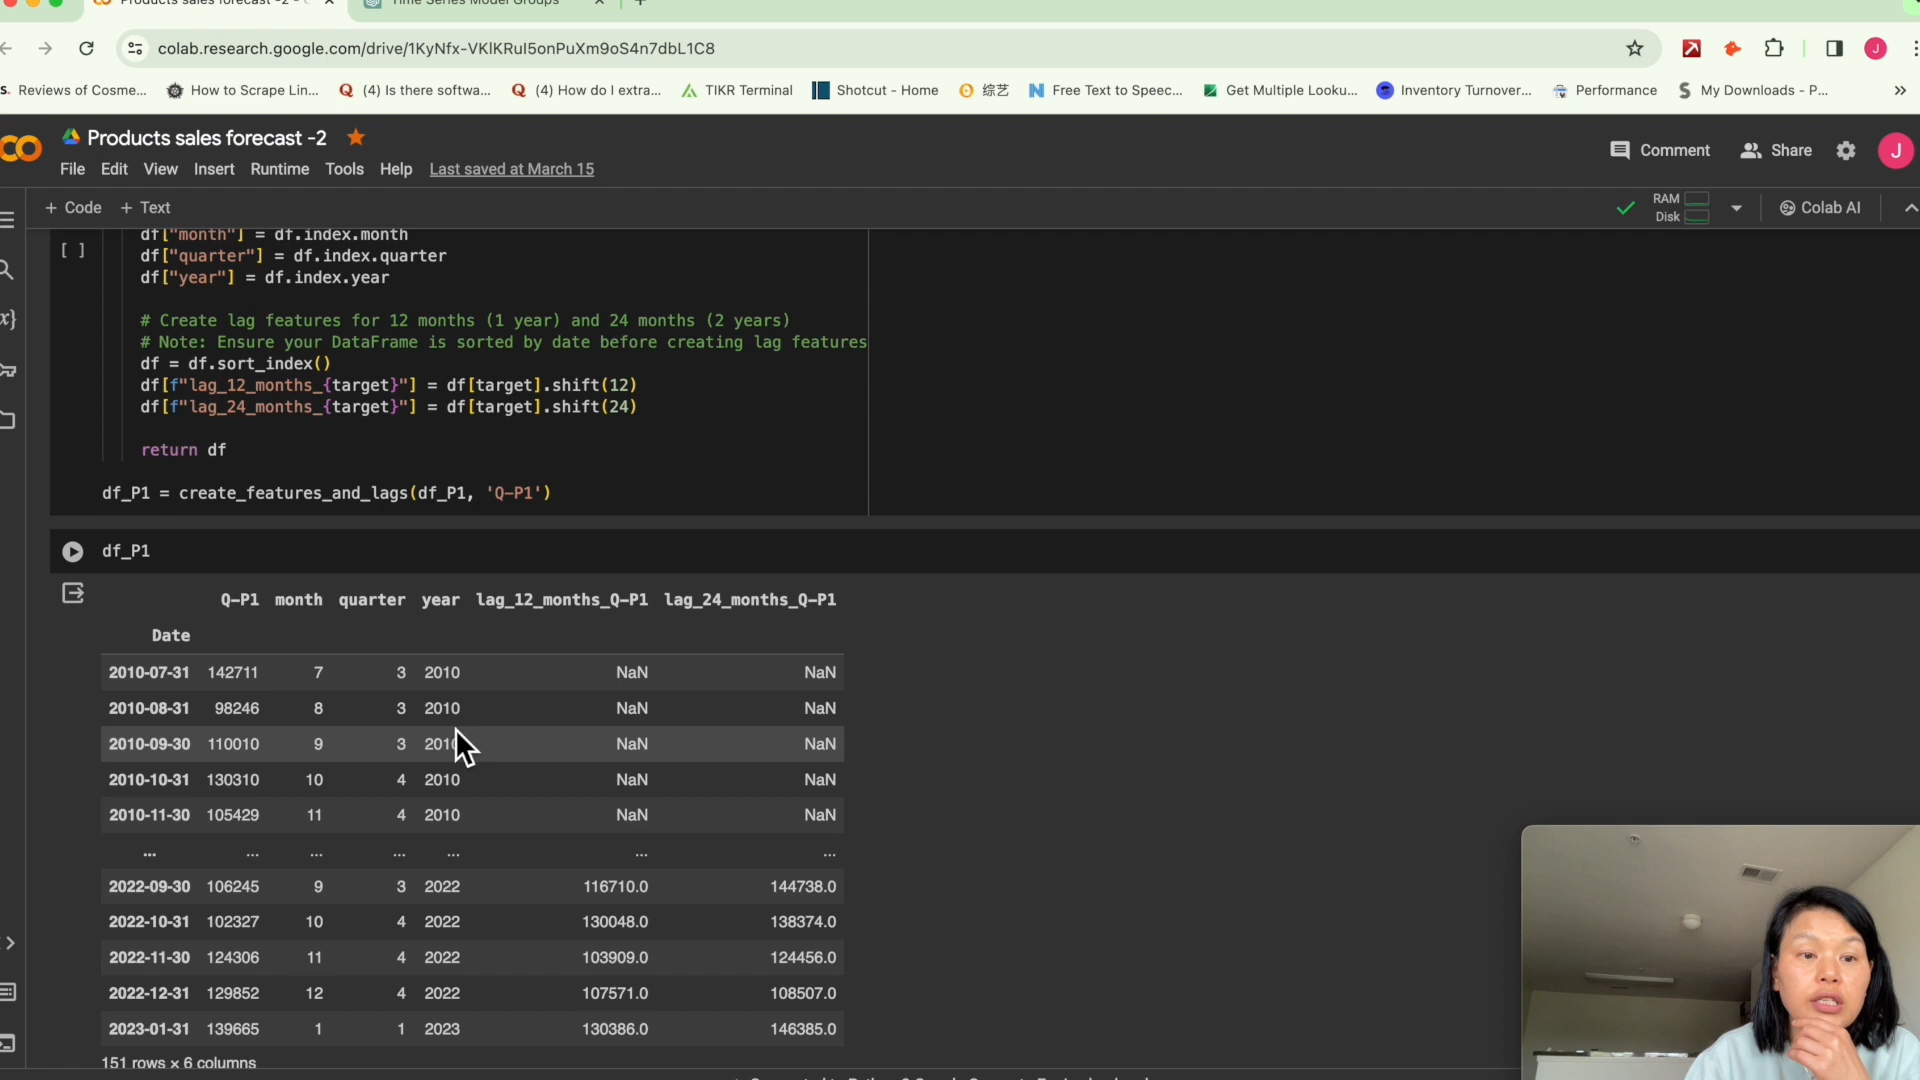 Products sales forecast -2 - C
Time Series Model Groups
colab.research.google.com/drive/1KyNfx-VKlKRul5onPuXm9oS4n7dbL1C8
J
s. Reviews of Cosme...
How to Scrape Lin...
(4) Is there softwa...
(4) How do I extra...
TIKR Terminal
Shotcut - Home
综艺
Free Text to Speec...
Get Multiple Looku...
Inventory Turnover...
Performance
My Downloads - P...
Products sales forecast -2
Comment
Share
J
File Edit View Insert Runtime Tools Help Last saved at March 15
+ Code + Text
RAM
Disk
Colab AI
[ ]
df["month"] = df.index.month
df["quarter"] = df.index.quarter
df["year"] = df.index.year
# Create lag features for 12 months (1 year) and 24 months (2 years)
# Note: Ensure your DataFrame is sorted by date before creating lag features
df = df.sort_index()
df[f"lag_12_months_{target}"] = df[target].shift(12)
df[f"lag_24_months_{target}"] = df[target].shift(24)
return df
df_P1 = create_features_and_lags(df_P1, 'Q-P1')
df_P1
Q-P1 month quarter year lag_12_months_Q-P1 lag_24_months_Q-P1
Date
2010-07-31 142711 7 3 2010 NaN NaN
2010-08-31 98246 8 3 2010 NaN NaN
2010-09-30 110010 9 3 2010 NaN NaN
2010-10-31 130310 10 4 2010 NaN NaN
2010-11-30 105429 11 4 2010 NaN NaN
... ... ... ... ... ... ...
2022-09-30 106245 9 3 2022 116710.0 144738.0
2022-10-31 102327 10 4 2022 130048.0 138374.0
2022-11-30 124306 11 4 2022 103909.0 124456.0
2022-12-31 129852 12 4 2022 107571.0 108507.0
2023-01-31 139665 1 1 2023 130386.0 146385.0
151 rows × 6 columns